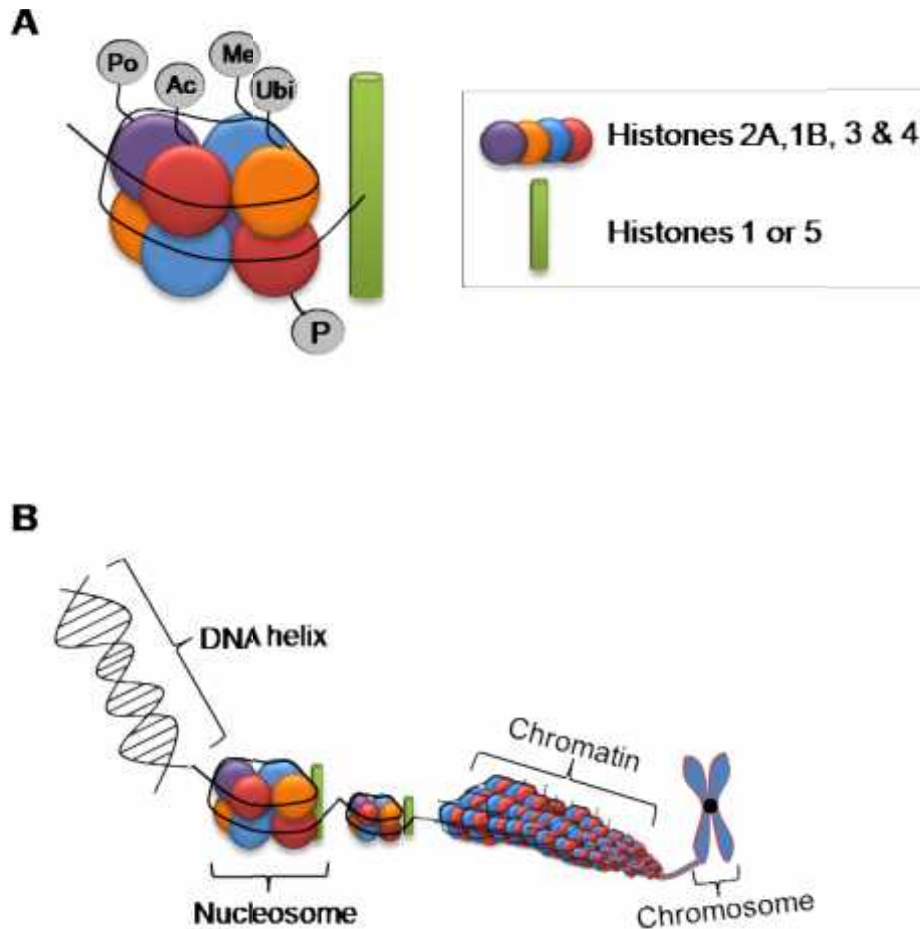 A
Po
Ac
Me
Ubi
P
Histones 2A,1B, 3 & 4
Histones 1 or 5
B
DNA helix
Nucleosome
Chromatin
Chromosome